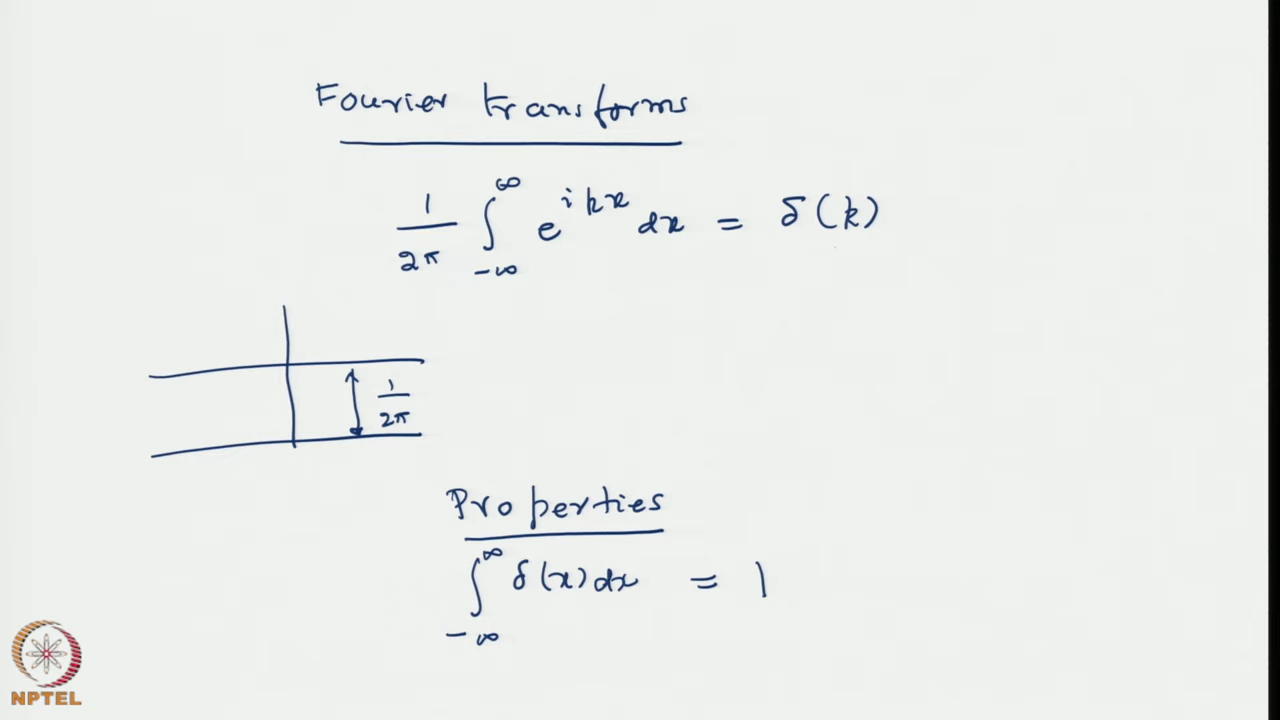 Fourier transforms
1/2π ∫_{-∞}^{∞} e^{ikx} dx = δ(k)
1/2π
Properties
∫_{-∞}^{∞} δ(x) dx = 1
NPTEL